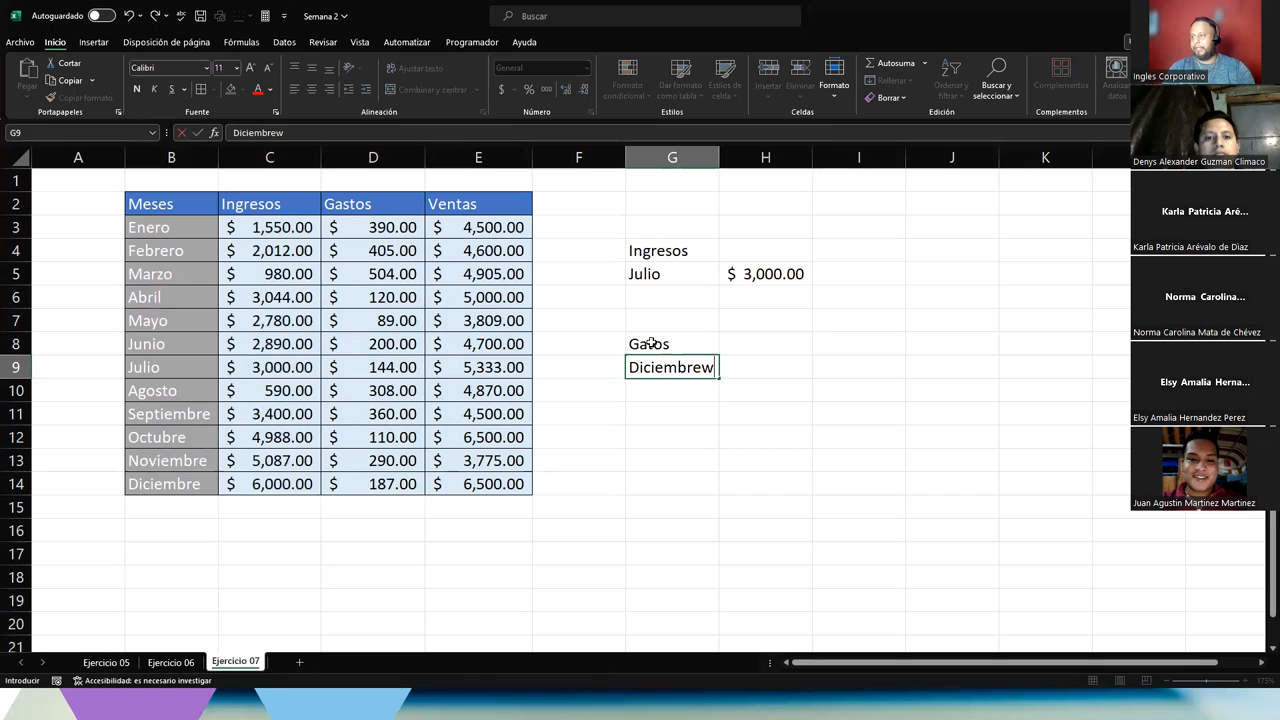 Autoguardado
Semana 2
Buscar
Archivo Inicio Insertar Disposición de página Fórmulas Datos Revisar Vista Automatizar Programador Ayuda
Pegar
Cortar
Copiar
Copiar formato
Portapapeles
Calibri 11
N K S
Fuente
Ajustar texto
Combinar y centrar
Alineación
General
$ % 000
Número
Formato condicional
Dar formato como tabla
Estilos de celda
Estilos
Insertar Eliminar Formato
Celdas
Autosuma
Rellenar
Borrar
Ordenar y filtrar
Buscar y seleccionar
Edición
Complementos
Complementos
Analizar datos
G9 fx Diciembrew
A B C D E F G H I J K
1
2 Meses Ingresos Gastos Ventas
3 Enero $ 1,550.00 $ 390.00 $ 4,500.00
4 Febrero $ 2,012.00 $ 405.00 $ 4,600.00 Ingresos
5 Marzo $ 980.00 $ 504.00 $ 4,905.00 Julio $ 3,000.00
6 Abril $ 3,044.00 $ 120.00 $ 5,000.00
7 Mayo $ 2,780.00 $ 89.00 $ 3,809.00
8 Junio $ 2,890.00 $ 200.00 $ 4,700.00 Gastos
9 Julio $ 3,000.00 $ 144.00 $ 5,333.00 Diciembrew
10 Agosto $ 590.00 $ 308.00 $ 4,870.00
11 Septiembre $ 3,400.00 $ 360.00 $ 4,500.00
12 Octubre $ 4,988.00 $ 110.00 $ 6,500.00
13 Noviembre $ 5,087.00 $ 290.00 $ 3,775.00
14 Diciembre $ 6,000.00 $ 187.00 $ 6,500.00
15
16
17
18
19
20
21
Ejercicio 05 Ejercicio 06 Ejercicio 07
Introducir Accesibilidad: es necesario investigar
175%
Ingles Corporativo
Denys Alexander Guzman Climaco
Karla Patricia Aré...
Karla Patricia Arévalo de Diaz
Norma Carolina...
Norma Carolina Mata de Chévez
Elsy Amalia Herna...
Elsy Amalia Hernandez Perez
Juan Agustin Martinez Martinez